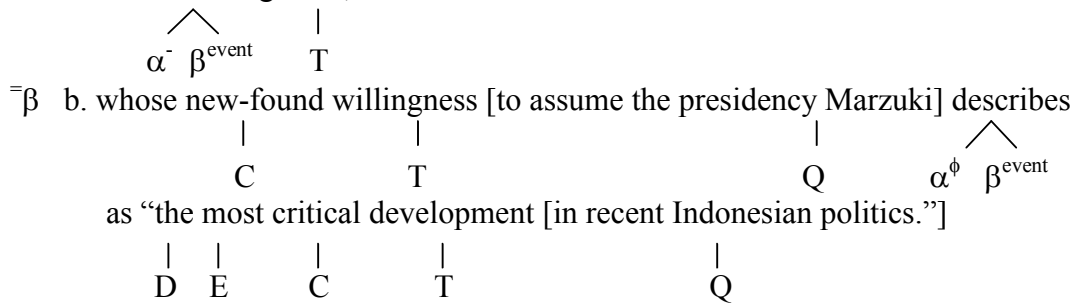 α⁻ β^event T
⁼β b. whose new-found willingness [to assume the presidency Marzuki] describes
C T Q α^ϕ β^event
as “the most critical development [in recent Indonesian politics.”]
D E C T Q